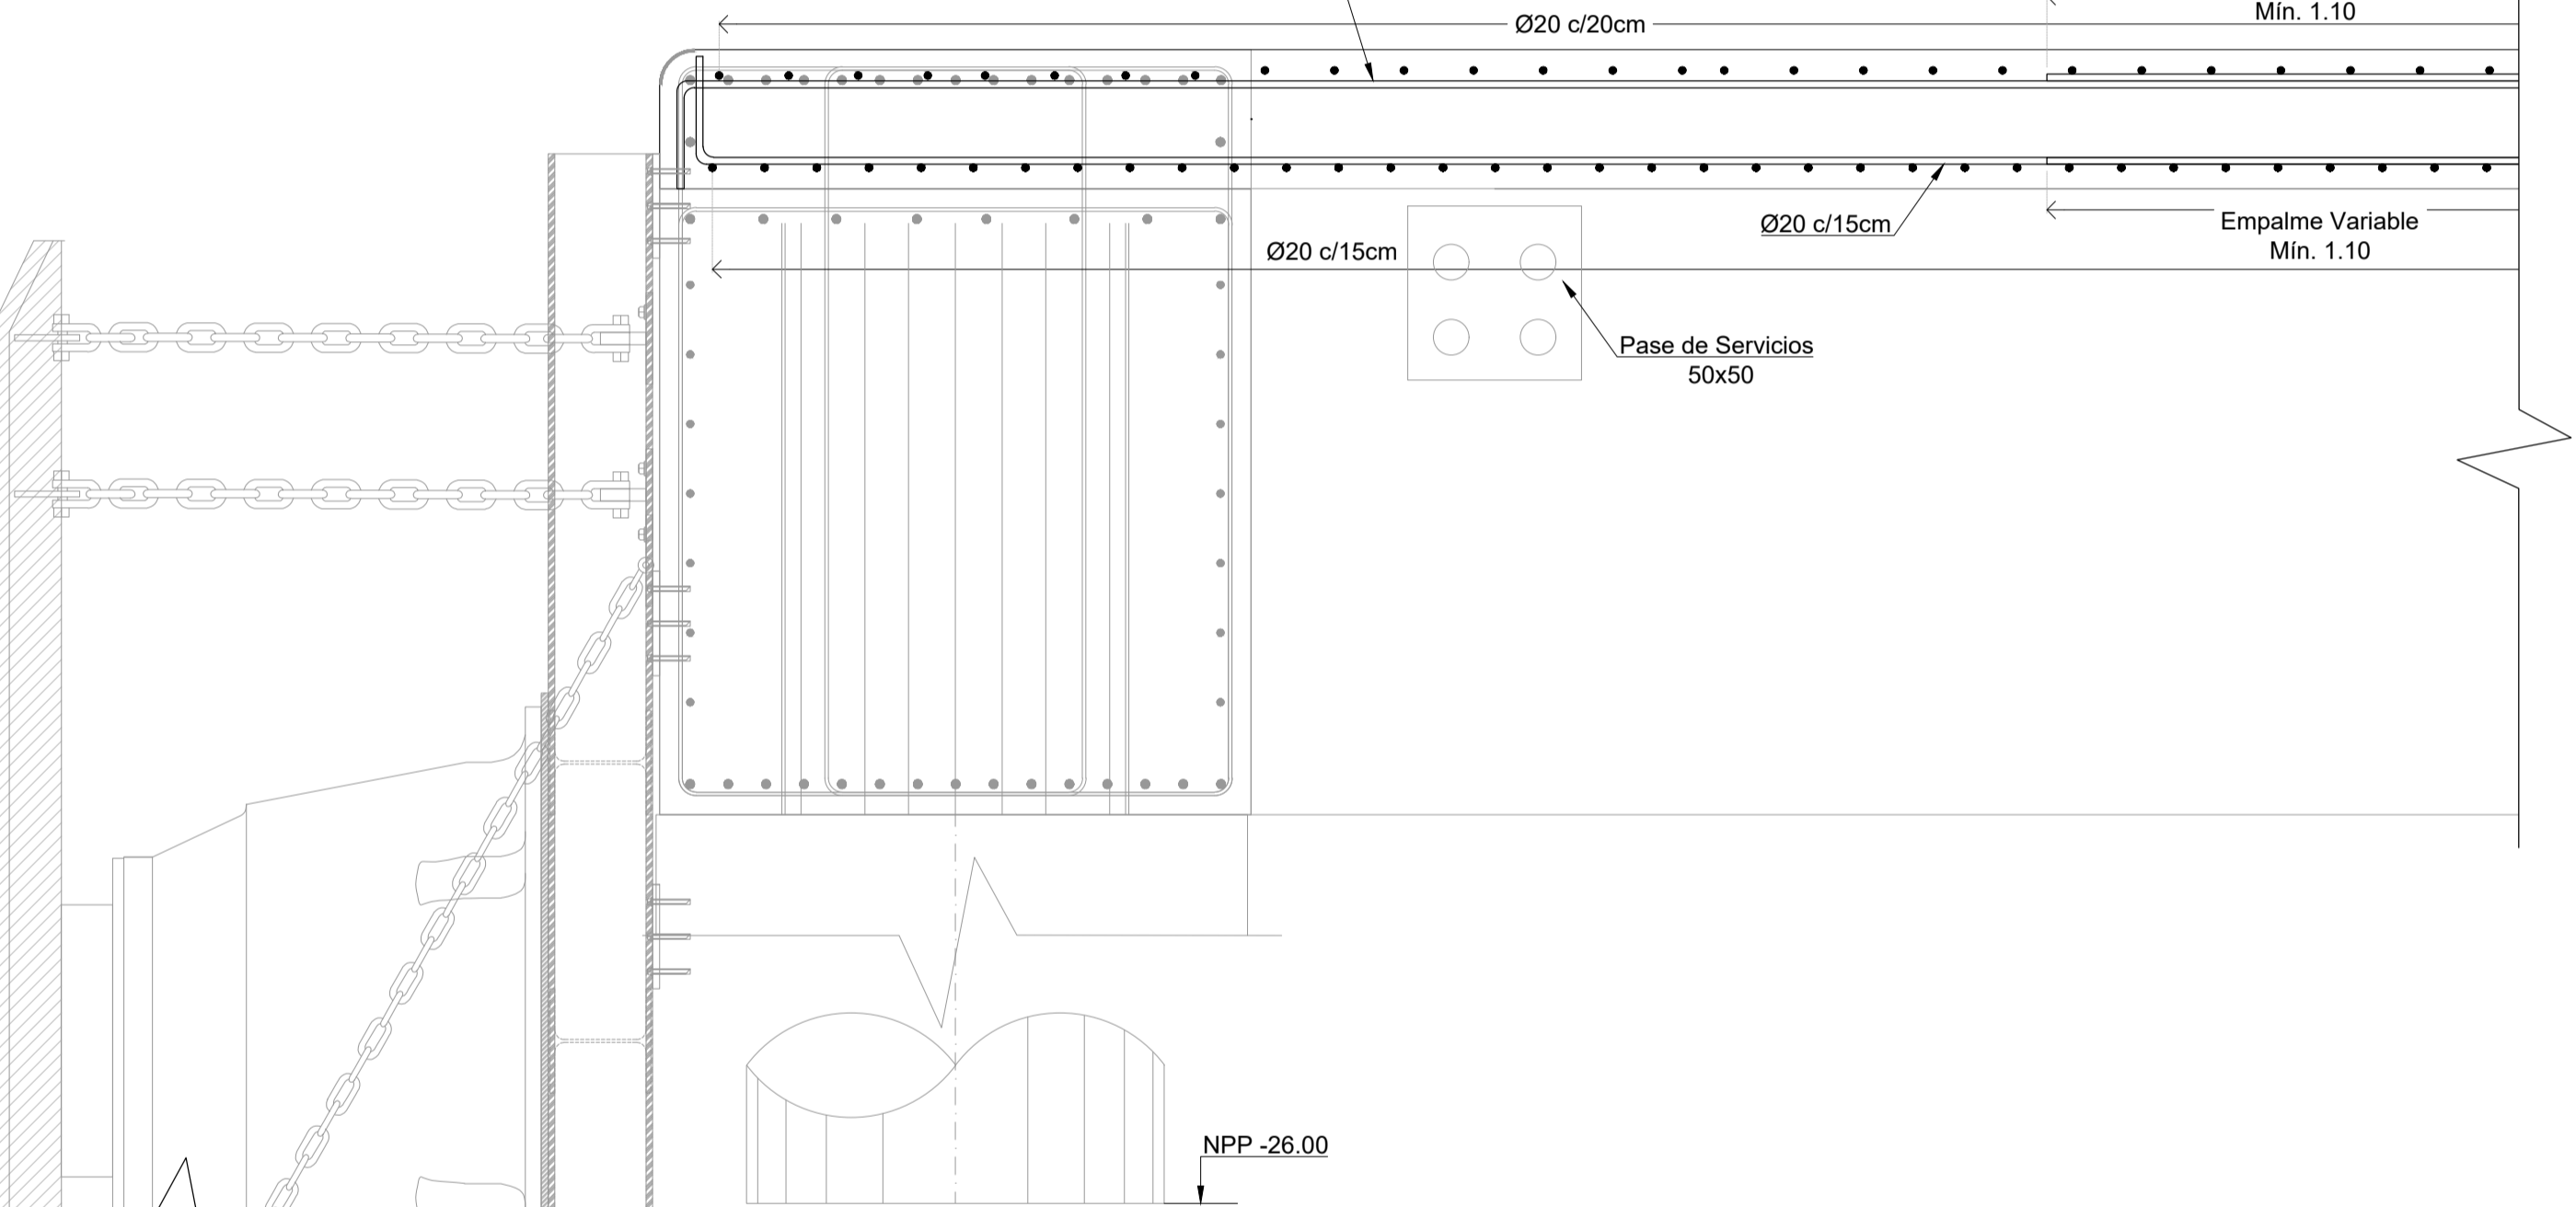 Mín. 1.10
Ø20 c/20cm
Ø20 c/15cm
Empalme Variable
Mín. 1.10
Ø20 c/15cm
Pase de Servicios
50x50
NPP -26.00